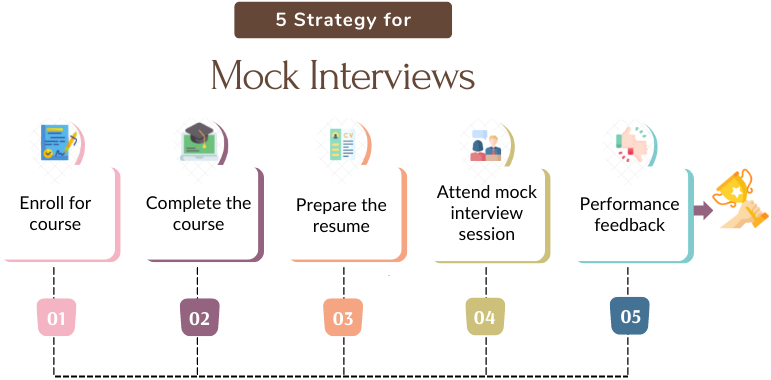 5 Strategy for
Mock Interviews
CV
Enroll for
course
Complete the
course
Prepare the
resume
Attend mock
interview
session
Performance
feedback
01
02
03
04
05